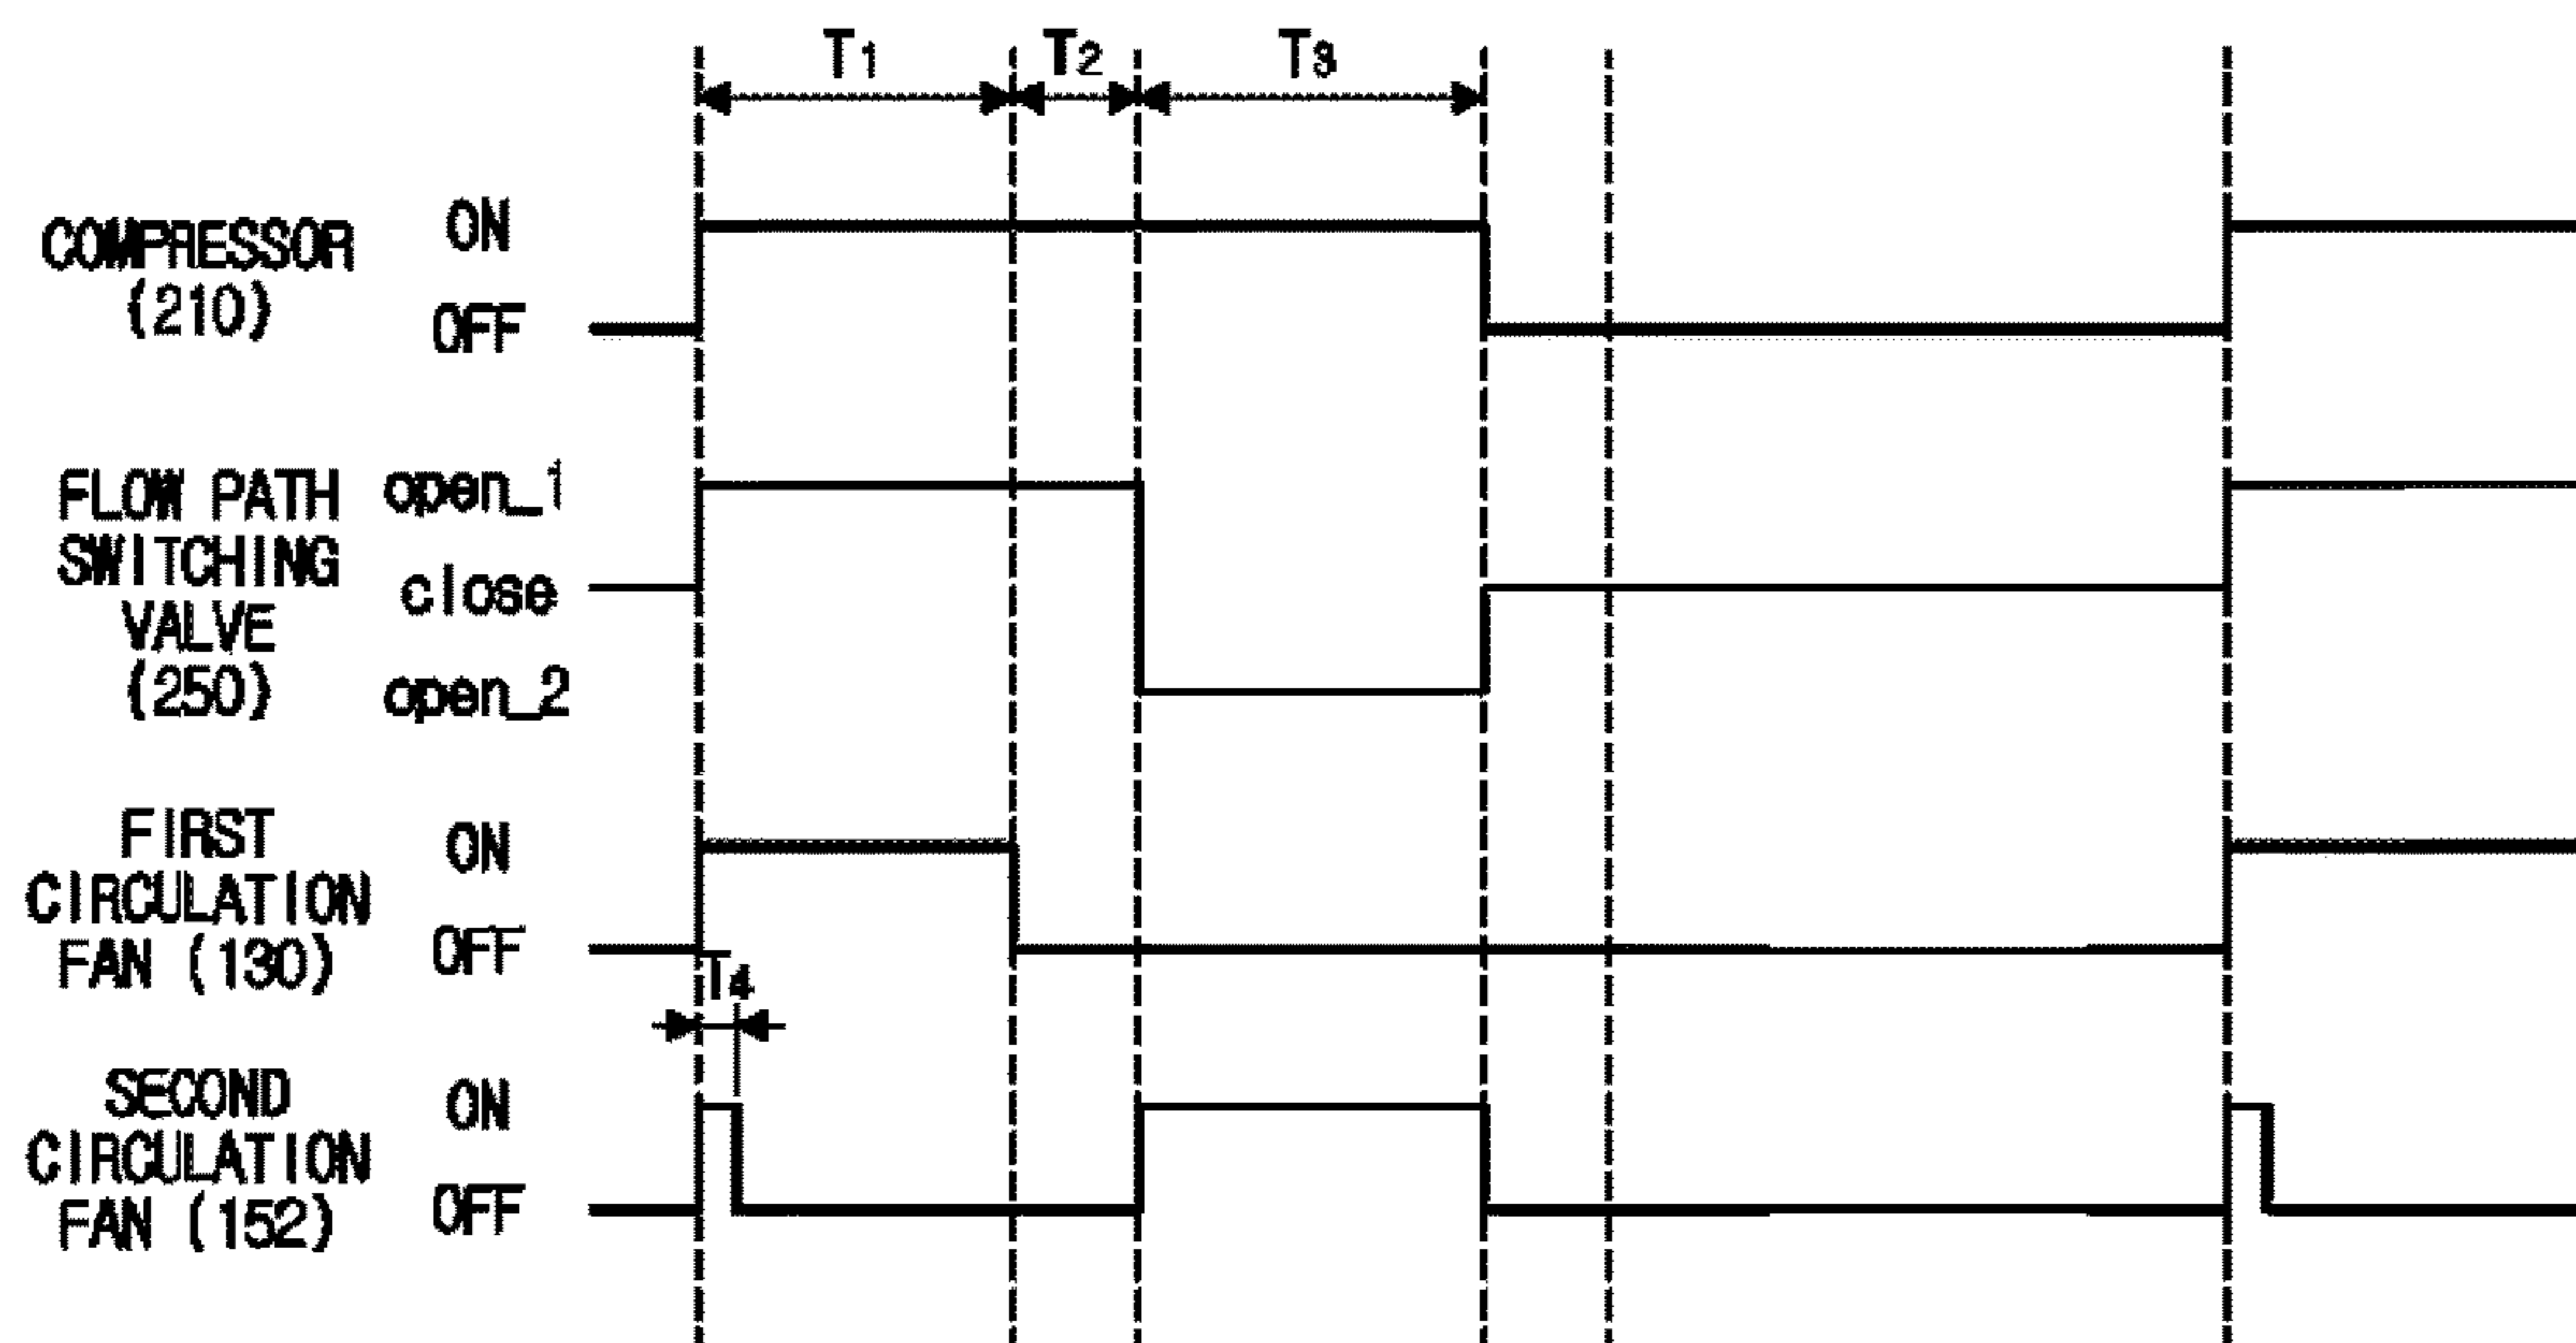 T1 T2 T3
COMPRESSOR
(210)
ON
OFF
FLOW PATH
SWITCHING
VALVE
(250)
open_1
close
open_2
FIRST
CIRCULATION
FAN (130)
ON
OFF
T4
SECOND
CIRCULATION
FAN (152)
ON
OFF